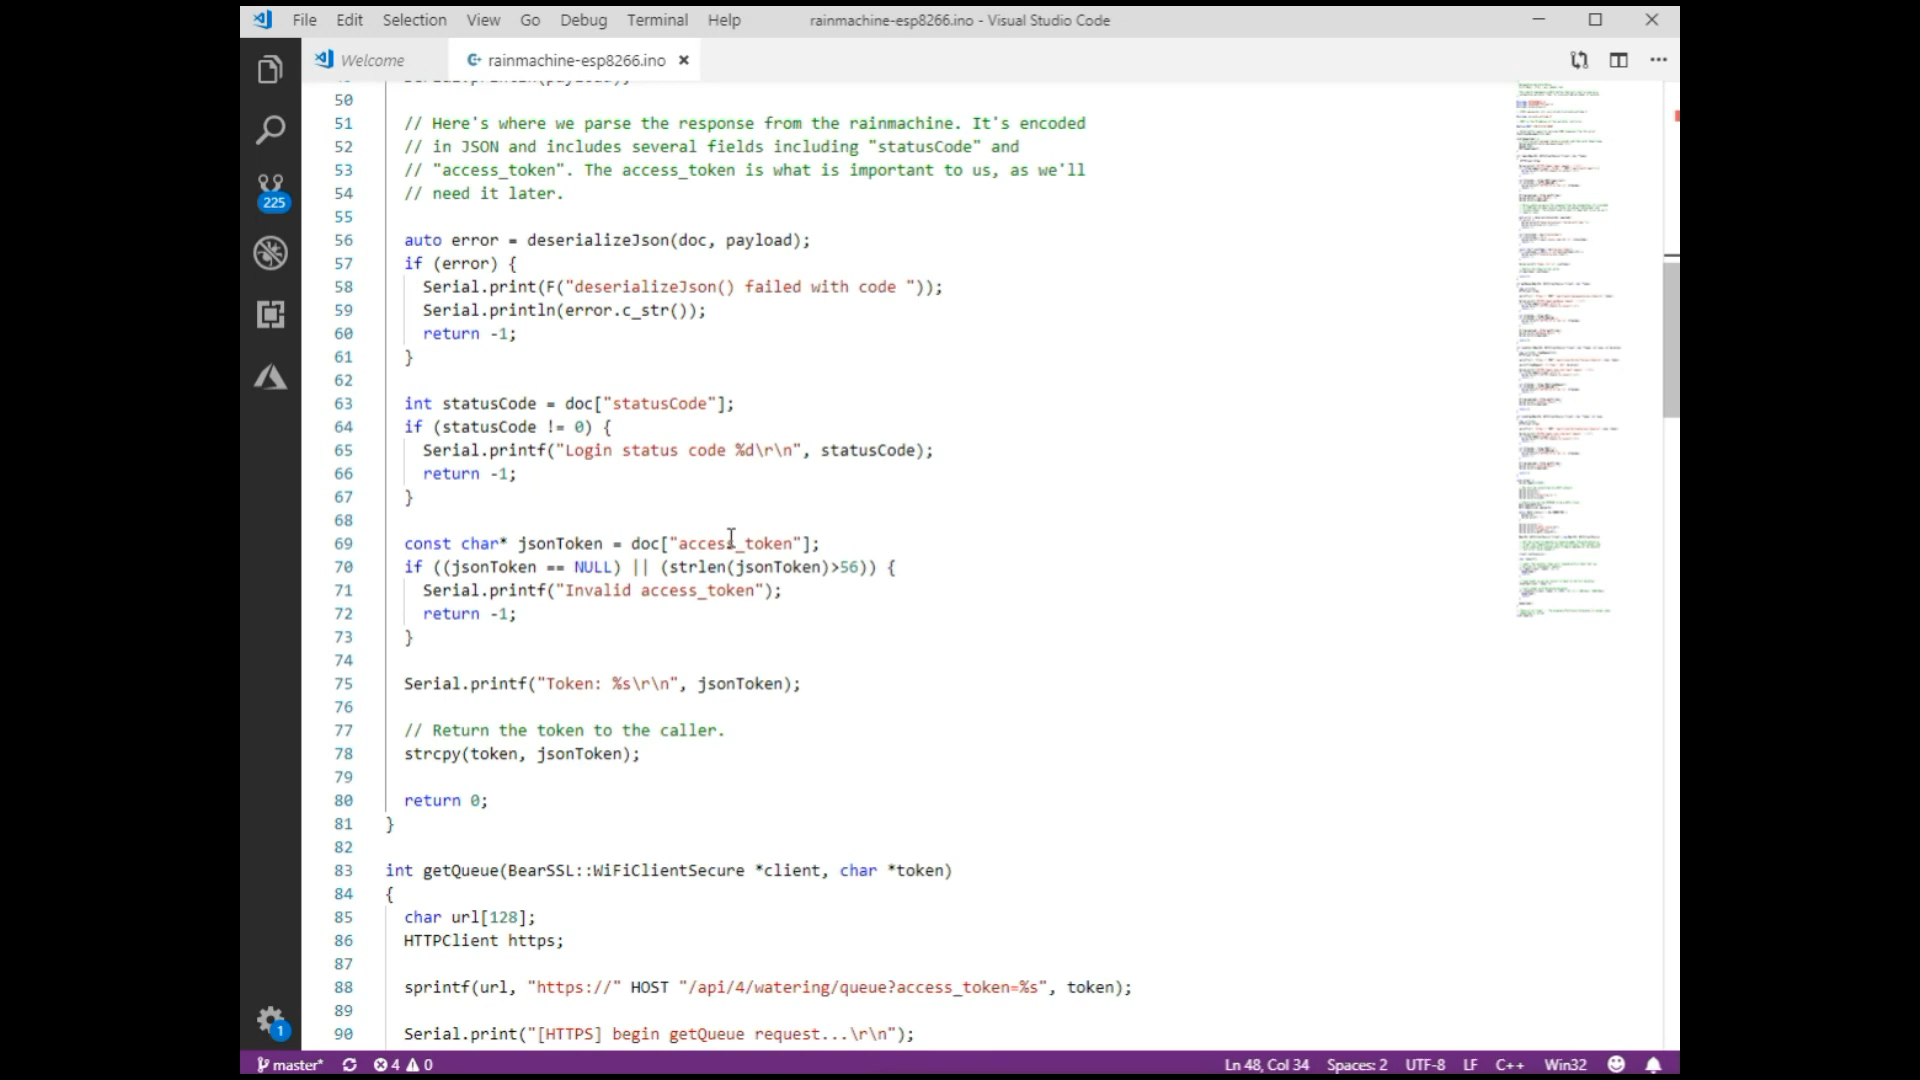 File Edit Selection View Go Debug Terminal Help rainmachine-esp8266.ino - Visual Studio Code
Welcome rainmachine-esp8266.ino
50
51 // Here's where we parse the response from the rainmachine. It's encoded
52 // in JSON and includes several fields including "statusCode" and
53 // "access_token". The access_token is what is important to us, as we'll
54 // need it later.
55
56 auto error = deserializeJson(doc, payload);
57 if (error) {
58 Serial.print(F("deserializeJson() failed with code "));
59 Serial.println(error.c_str());
60 return -1;
61 }
62
63 int statusCode = doc["statusCode"];
64 if (statusCode != 0) {
65 Serial.printf("Login status code %d\r\n", statusCode);
66 return -1;
67 }
68
69 const char* jsonToken = doc["access_token"];
70 if ((jsonToken == NULL) || (strlen(jsonToken)>56)) {
71 Serial.printf("Invalid access_token");
72 return -1;
73 }
74
75 Serial.printf("Token: %s\r\n", jsonToken);
76
77 // Return the token to the caller.
78 strcpy(token, jsonToken);
79
80 return 0;
81 }
82
83 int getQueue(BearSSL::WiFiClientSecure *client, char *token)
84 {
85 char url[128];
86 HTTPClient https;
87
88 sprintf(url, "https://" HOST "/api/4/watering/queue?access_token=%s", token);
89
90 Serial.print("[HTTPS] begin getQueue request...\r\n");
225
1
master* 4 0 Ln 48, Col 34 Spaces: 2 UTF-8 LF C++ Win32